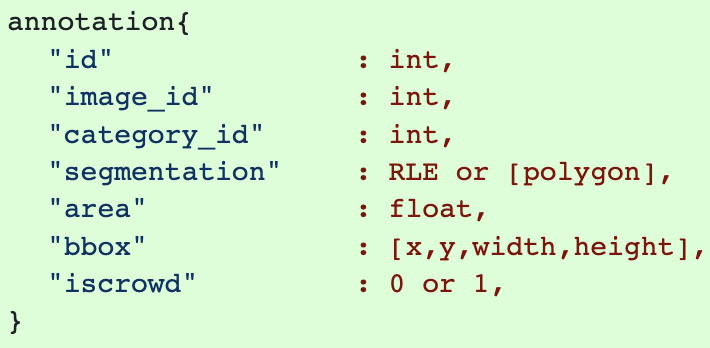 annotation{
"id" : int,
"image_id" : int,
"category_id" : int,
"segmentation" : RLE or [polygon],
"area" : float,
"bbox" : [x,y,width,height],
"iscrowd" : 0 or 1,
}